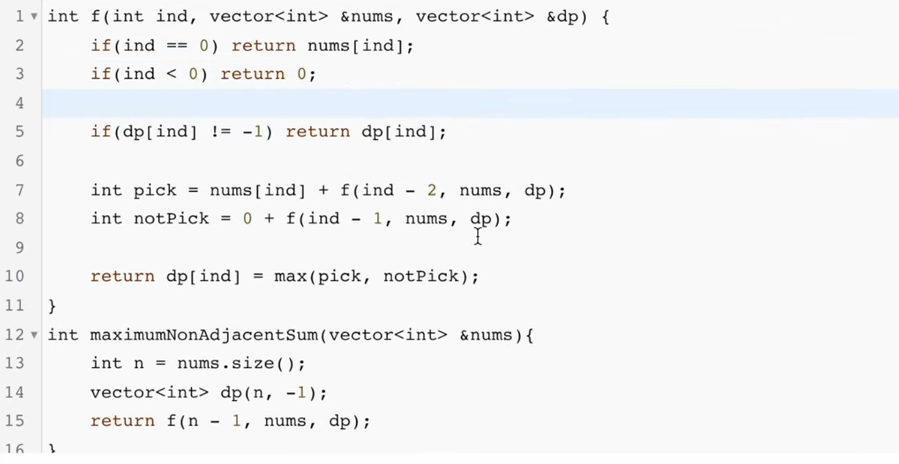 1 int f(int ind, vector<int> &nums, vector<int> &dp) {
2     if(ind == 0) return nums[ind];
3     if(ind < 0) return 0;
4
5     if(dp[ind] != -1) return dp[ind];
6
7     int pick = nums[ind] + f(ind - 2, nums, dp);
8     int notPick = 0 + f(ind - 1, nums, dp);
9
10     return dp[ind] = max(pick, notPick);
11 }
12 int maximumNonAdjacentSum(vector<int> &nums){
13     int n = nums.size();
14     vector<int> dp(n, -1);
15     return f(n - 1, nums, dp);
16 }